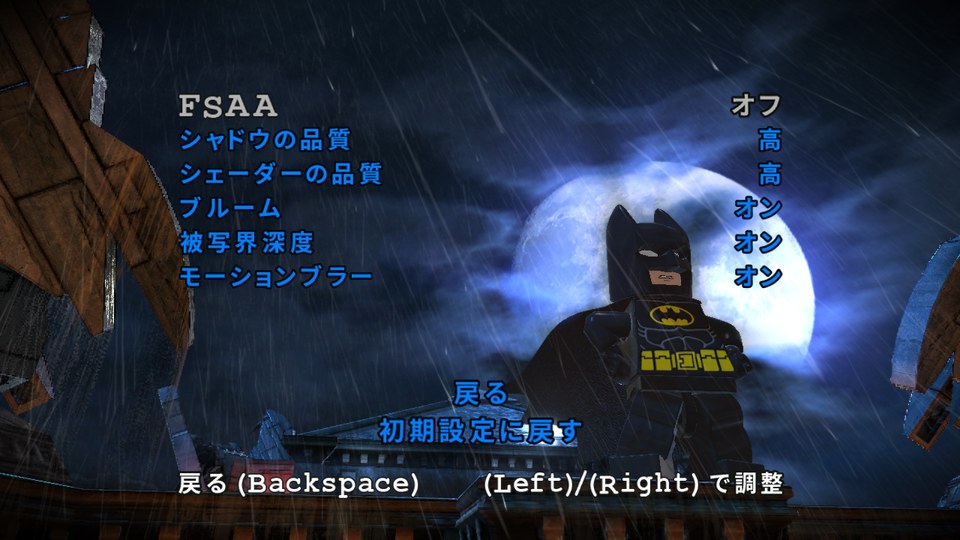 FSAA オフ
シャドウの品質 高
シェーダーの品質 高
ブルーム オン
被写界深度 オン
モーションブラー オン
戻る
初期設定に戻す
戻る (Backspace) (Left)/(Right) で調整